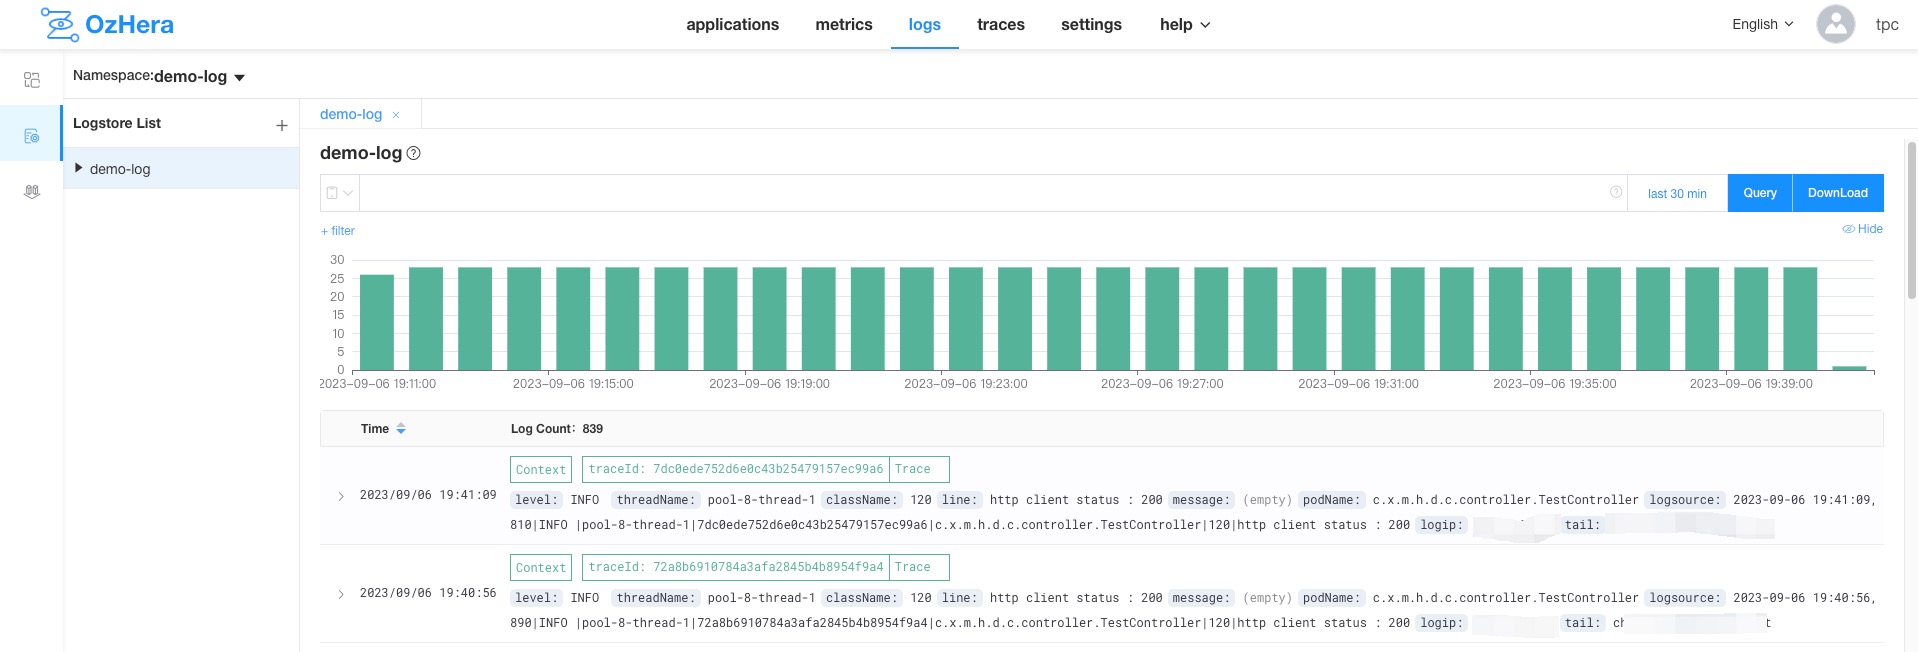 OzHera
applications metrics logs traces settings help
English tpc
Namespace:demo-log
Logstore List +
demo-log ×
demo-log
demo-log
last 30 min Query DownLoad
+ filter
Hide
30
25
20
15
10
5
0
2023-09-06 19:11:00 2023-09-06 19:15:00 2023-09-06 19:19:00 2023-09-06 19:23:00 2023-09-06 19:27:00 2023-09-06 19:31:00 2023-09-06 19:35:00 2023-09-06 19:39:00
Time Log Count: 839
Context traceId: 7dc0ede752d6e0c43b25479157ec99a6 Trace
2023/09/06 19:41:09 level: INFO threadName: pool-8-thread-1 className: 120 line: http client status : 200 message: (empty) podName: c.x.m.h.d.c.controller.TestController logsource: 2023-09-06 19:41:09,
810|INFO |pool-8-thread-1|7dc0ede752d6e0c43b25479157ec99a6|c.x.m.h.d.c.controller.TestController|120|http client status : 200 logip: tail:
Context traceId: 72a8b6910784a3afa2845b4b8954f9a4 Trace
2023/09/06 19:40:56 level: INFO threadName: pool-8-thread-1 className: 120 line: http client status : 200 message: (empty) podName: c.x.m.h.d.c.controller.TestController logsource: 2023-09-06 19:40:56,
890|INFO |pool-8-thread-1|72a8b6910784a3afa2845b4b8954f9a4|c.x.m.h.d.c.controller.TestController|120|http client status : 200 logip: tail: